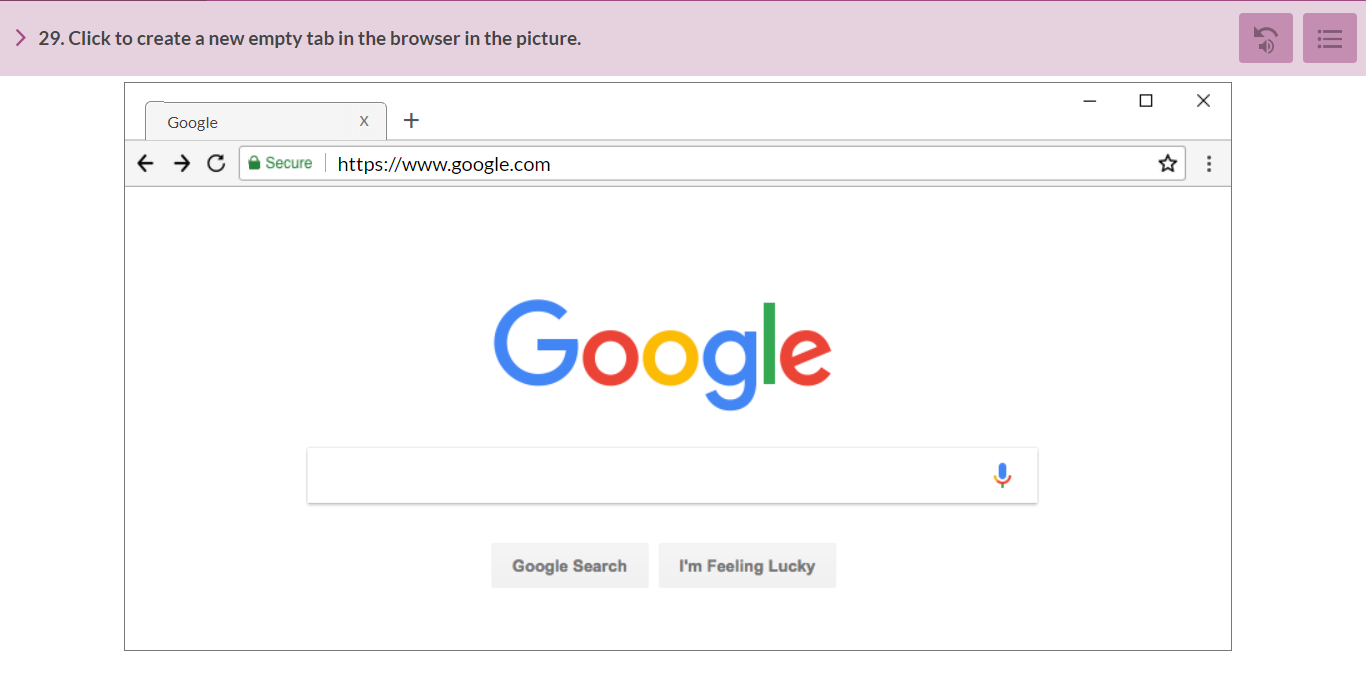 29. Click to create a new empty tab in the browser in the picture.
Google X +
Secure https://www.google.com
Google
Google Search I'm Feeling Lucky